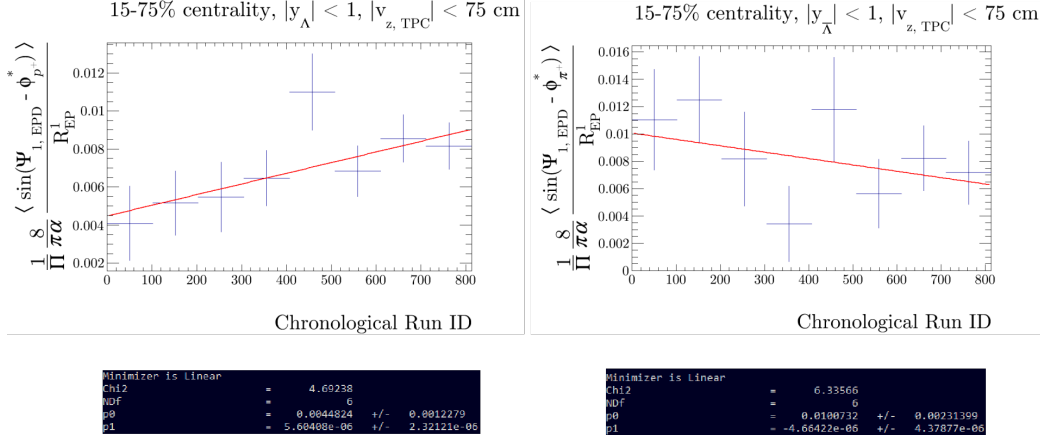 15-75% centrality, |y_Λ| < 1, |v_z, TPC| < 75 cm
1/Π 8/πα ⟨ sin(Ψ_1, EPD - ϕ*_p+) ⟩ / R^1_EP
0.012
0.01
0.008
0.006
0.004
0.002
0 100 200 300 400 500 600 700 800
Chronological Run ID
15-75% centrality, |y_Λ̅| < 1, |v_z, TPC| < 75 cm
1/Π 8/πα ⟨ sin(Ψ_1, EPD - ϕ*_π+) ⟩ / R^1_EP
0.016
0.014
0.012
0.01
0.008
0.006
0.004
0.002
0
0 100 200 300 400 500 600 700 800
Chronological Run ID
Minimizer is Linear
Chi2 = 4.69238
NDf = 6
p0 = 0.0044824 +/- 0.0012279
p1 = 5.60408e-06 +/- 2.32121e-06
Minimizer is Linear
Chi2 = 6.33566
NDf = 6
p0 = 0.0100732 +/- 0.00231399
p1 = -4.66422e-06 +/- 4.37877e-06